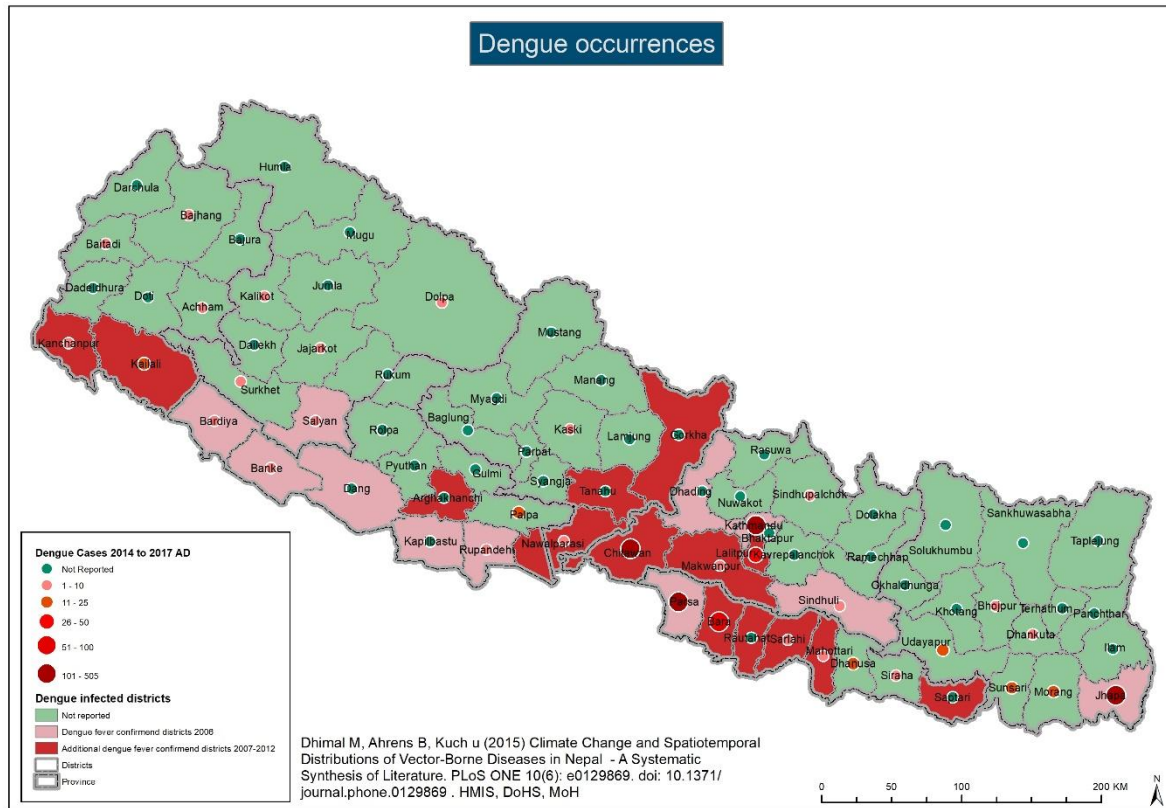 Dengue occurrences
Humla
Darshula
Bajhang
Mugu
Baitadi
Bajura
Dadeldhura
Doti
Achham
Kalikot
Jumla
Dolpa
Mustang
Kanchanpur
Kailali
Dailekh
Jajarkot
Rukum
Manang
Surkhet
Myagdi
Bardiya
Salyan
Rolpa
Baglung
Kaski
Lamjung
Gorkha
Parbat
Rasuwa
Banke
Pyuthan
Gulmi
Syangja
Tanahu
Dhading
Nuwakot
Sindhupalchok
Dang
Arghakhanchi
Palpa
Dolakha
Sankhuwasabha
Kathmandu
Bhaktapur
Solukhumbu
Taplejung
Kapilbastu
Rupandehi
Nawalparasi
Chitawan
Lalitpur
Kavrepalanchok
Ramechhap
Makwanpur
Okhaldhunga
Sindhuli
Khotang
Bhojpur
Terhathum
Panchthar
Parsa
Bara
Rautahat
Sarlahi
Mahottari
Dhanusa
Siraha
Udayapur
Dhankuta
Ilam
Saptari
Sunsari
Morang
Jhapa
Dengue Cases 2014 to 2017 AD
Not Reported
1 - 10
11 - 25
26 - 50
51 - 100
101 - 505
Dengue infected districts
Not reported
Dengue fever confirmend districts 2006
Additional dengue fever confirmend districts 2007-2012
Districts
Province
Dhimal M, Ahrens B, Kuch u (2015) Climate Change and Spatiotemporal
Distributions of Vector-Borne Diseases in Nepal - A Systematic
Synthesis of Literature. PLoS ONE 10(6): e0129869. doi: 10.1371/
journal.phone.0129869 . HMIS, DoHS, MoH
0 50 100 200 KM
N